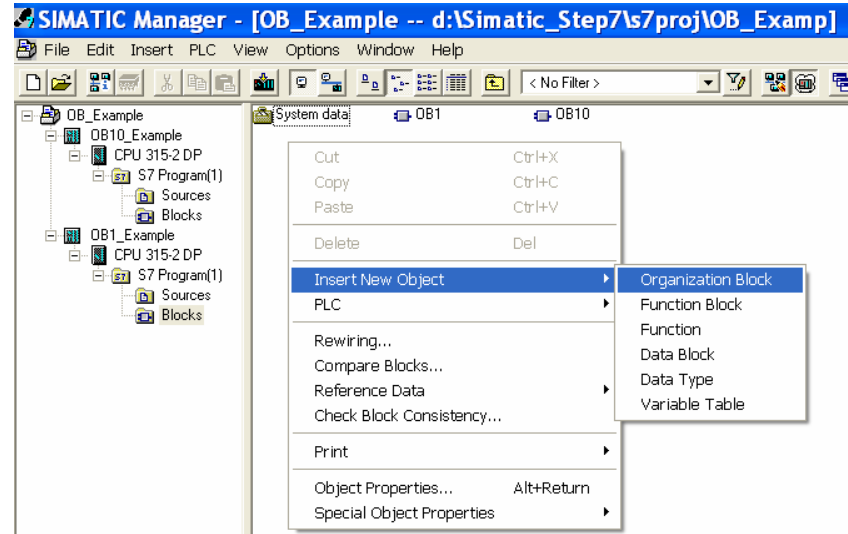 SIMATIC Manager - [OB_Example -- d:\Simatic_Step7\s7proj\OB_Examp]
File Edit Insert PLC View Options Window Help
< No Filter >
OB_Example
OB10_Example
CPU 315-2 DP
S7 Program(1)
Sources
Blocks
OB1_Example
CPU 315-2 DP
S7 Program(1)
Sources
Blocks
System data OB1 OB10
Cut Ctrl+X
Copy Ctrl+C
Paste Ctrl+V
Delete Del
Insert New Object
PLC
Rewiring...
Compare Blocks...
Reference Data
Check Block Consistency...
Print
Object Properties... Alt+Return
Special Object Properties
Organization Block
Function Block
Function
Data Block
Data Type
Variable Table